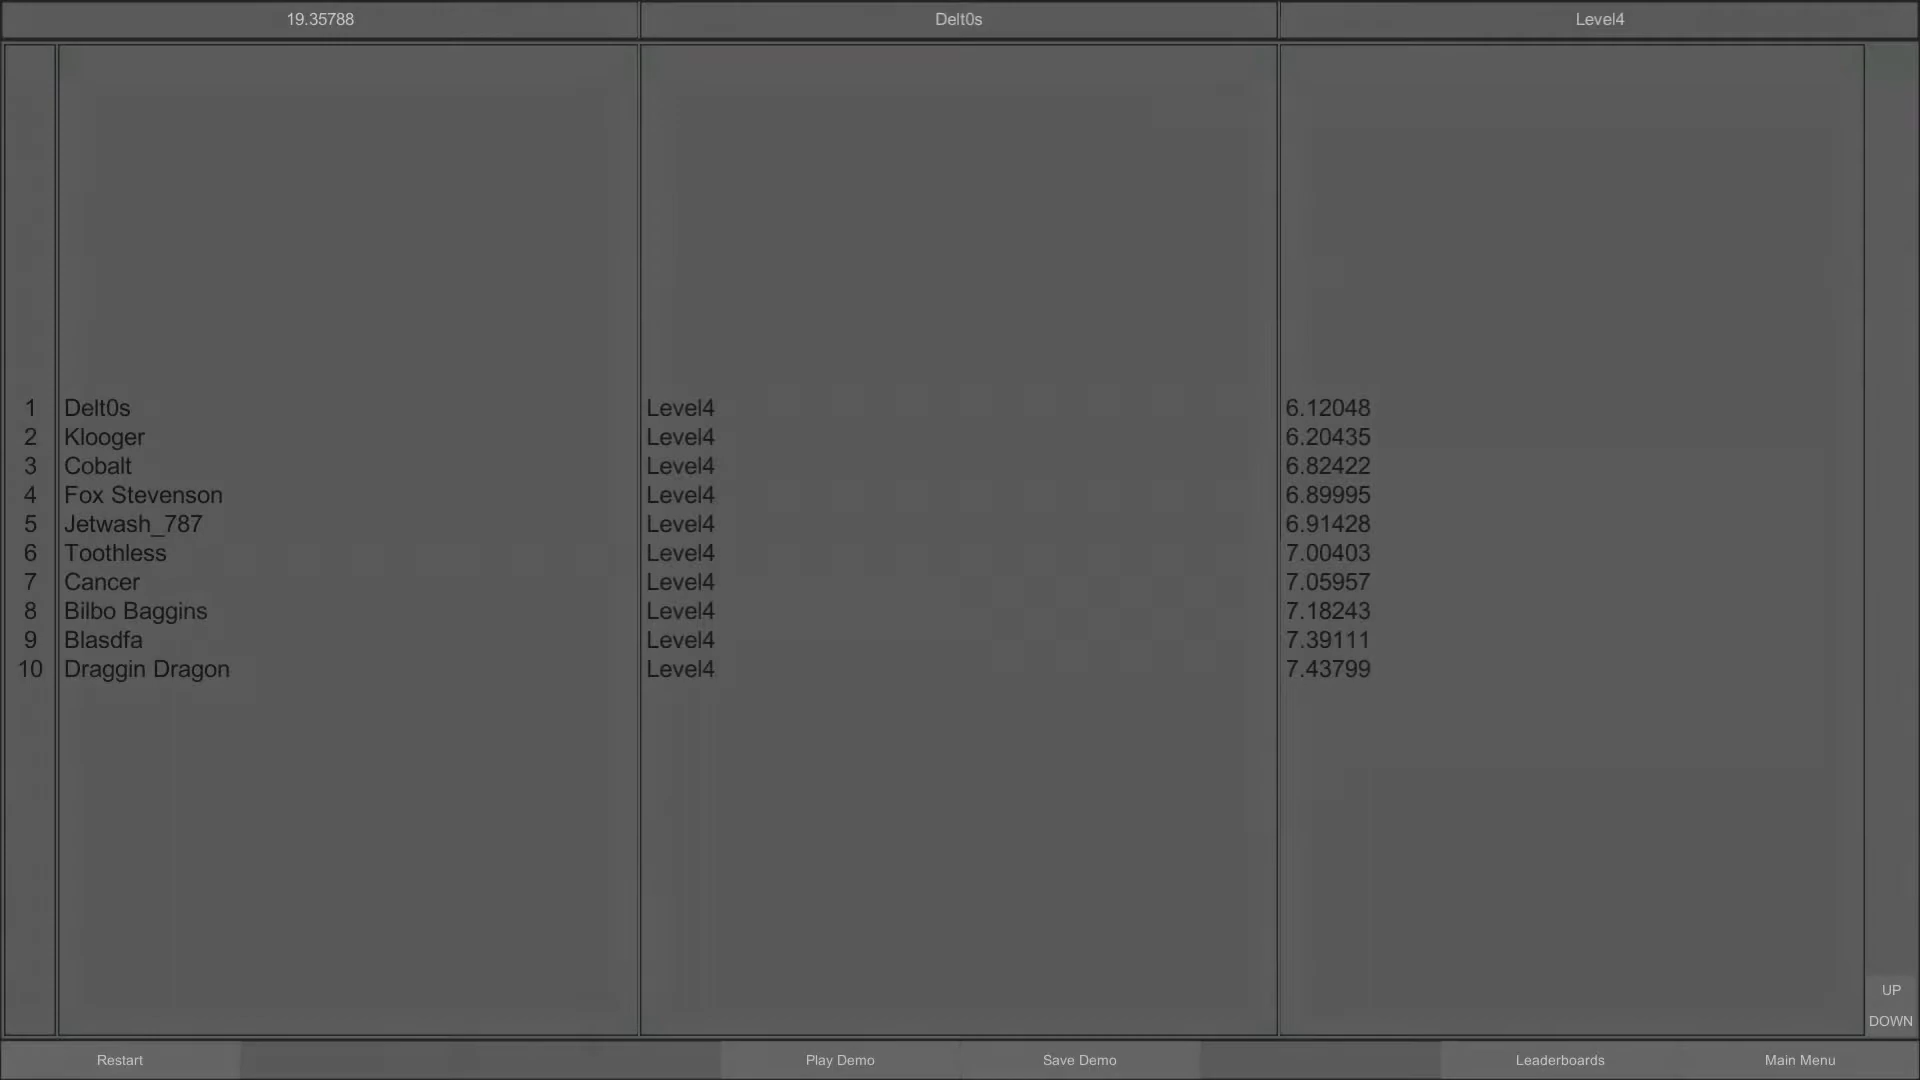 19.35788 Delt0s Level4
1 Delt0s Level4 6.12048
2 Klooger Level4 6.20435
3 Cobalt Level4 6.82422
4 Fox Stevenson Level4 6.89995
5 Jetwash_787 Level4 6.91428
6 Toothless Level4 7.00403
7 Cancer Level4 7.05957
8 Bilbo Baggins Level4 7.18243
9 Blasdfa Level4 7.39111
10 Draggin Dragon Level4 7.43799
UP
DOWN
Restart Play Demo Save Demo Leaderboards Main Menu